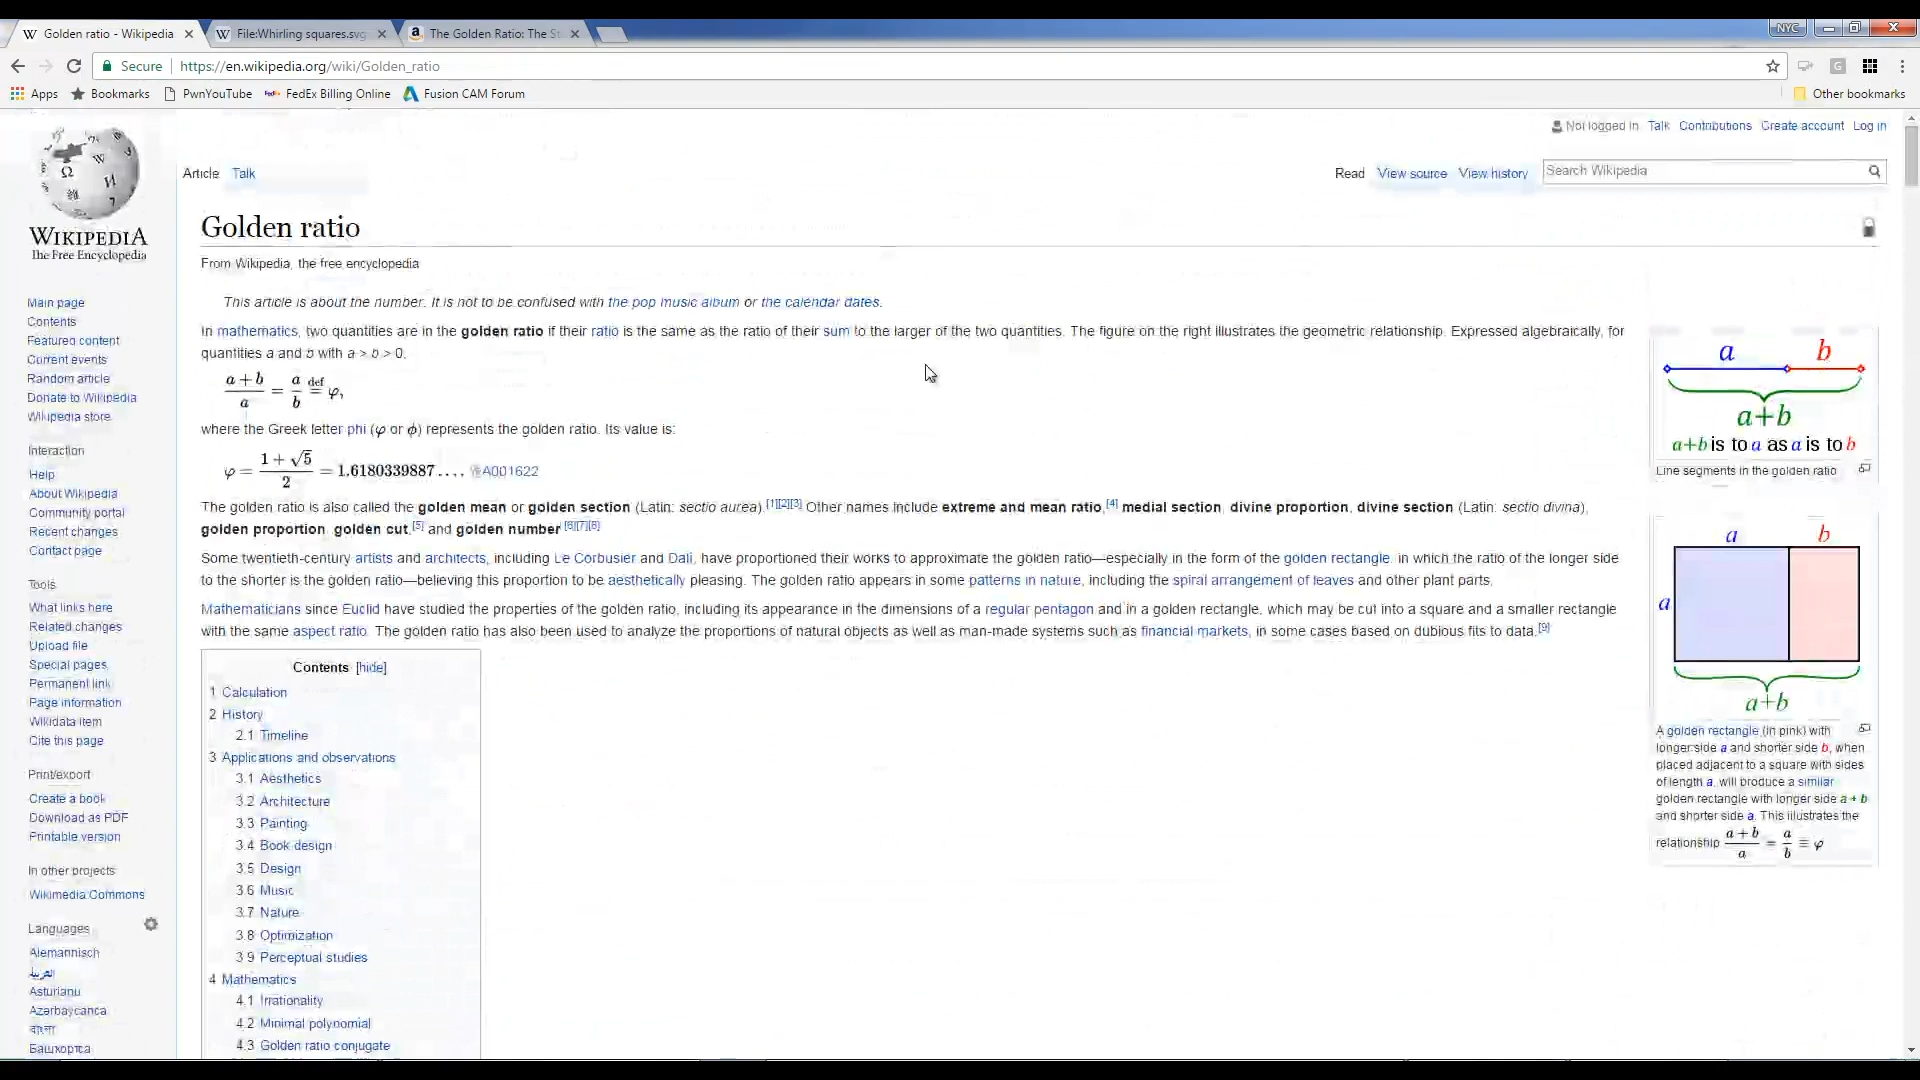 Golden ratio - Wikipedia
File:Whirling squares.svg
The Golden Ratio: The St
NYC
Secure https://en.wikipedia.org/wiki/Golden_ratio
Apps Bookmarks PwnYouTube FedEx Billing Online Fusion CAM Forum Other bookmarks
Not logged in Talk Contributions Create account Log in
Article Talk Read View source View history Search Wikipedia
WIKIPEDIA
The Free Encyclopedia
Main page
Contents
Featured content
Current events
Random article
Donate to Wikipedia
Wikipedia store
Interaction
Help
About Wikipedia
Community portal
Recent changes
Contact page
Tools
What links here
Related changes
Upload file
Special pages
Permanent link
Page information
Wikidata item
Cite this page
Print/export
Create a book
Download as PDF
Printable version
In other projects
Wikimedia Commons
Languages
Alemannisch
العربية
Asturianu
Azərbaycanca
বাংলা
Башҡортса
Golden ratio
From Wikipedia, the free encyclopedia
This article is about the number. It is not to be confused with the pop music album or the calendar dates.
In mathematics, two quantities are in the golden ratio if their ratio is the same as the ratio of their sum to the larger of the two quantities. The figure on the right illustrates the geometric relationship. Expressed algebraically, for
quantities a and b with a > b > 0,
(a + b)/a = a/b def= φ,
where the Greek letter phi (φ or ϕ) represents the golden ratio. Its value is:
φ = (1 + √5)/2 = 1.6180339887.... A001622
The golden ratio is also called the golden mean or golden section (Latin: sectio aurea).[1][2][3] Other names include extreme and mean ratio,[4] medial section, divine proportion, divine section (Latin: sectio divina),
golden proportion, golden cut,[5] and golden number.[6][7][8]
Some twentieth-century artists and architects, including Le Corbusier and Dalí, have proportioned their works to approximate the golden ratio—especially in the form of the golden rectangle, in which the ratio of the longer side
to the shorter is the golden ratio—believing this proportion to be aesthetically pleasing. The golden ratio appears in some patterns in nature, including the spiral arrangement of leaves and other plant parts.
Mathematicians since Euclid have studied the properties of the golden ratio, including its appearance in the dimensions of a regular pentagon and in a golden rectangle, which may be cut into a square and a smaller rectangle
with the same aspect ratio. The golden ratio has also been used to analyze the proportions of natural objects as well as man-made systems such as financial markets, in some cases based on dubious fits to data.[9]
Contents [hide]
1 Calculation
2 History
2.1 Timeline
3 Applications and observations
3.1 Aesthetics
3.2 Architecture
3.3 Painting
3.4 Book design
3.5 Design
3.6 Music
3.7 Nature
3.8 Optimization
3.9 Perceptual studies
4 Mathematics
4.1 Irrationality
4.2 Minimal polynomial
4.3 Golden ratio conjugate
a b
a+b
a+b is to a as a is to b
Line segments in the golden ratio
a b
a
a+b
A golden rectangle (in pink) with
longer side a and shorter side b, when
placed adjacent to a square with sides
of length a, will produce a similar
golden rectangle with longer side a + b
and shorter side a. This illustrates the
relationship (a + b)/a = a/b ≡ φ